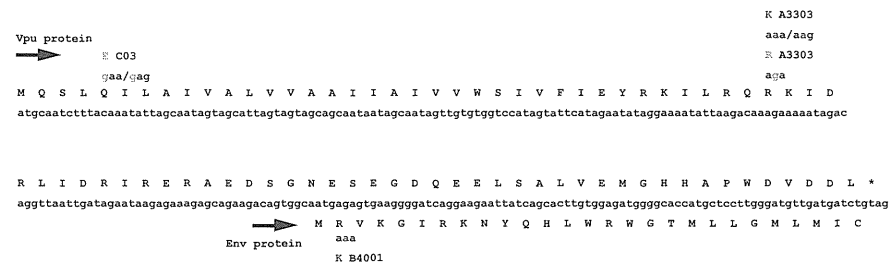 K A3303
Vpu protein
aaa/aag
E C03
R A3303
gaa/gag
aga
M Q S L Q I L A I V A L V V A A I I A I V V W S I V F I E Y R K I L R Q R K I D
atgcaatctttacaaatattagcaatagtagcattagtagtagcagcaataatagcaatagttgtgtggtccatagtattcatagaatataggaaaatattaagacaaagaaaaatagac
R L I D R I R E R A E D S G N E S E G D Q E E L S A L V E M G H H A P W D V D D L *
aggttaattgatagaataagagaaagagcagaagacagtggcaatgagagtgaaggggatcaggaagaattatcagcacttgtggagatggggcaccatgctccttgggatgttgatgatctgtag
M R V K G I R K N Y Q H L W R W G T M L L G M L M I C
aaa
Env protein
K B4001